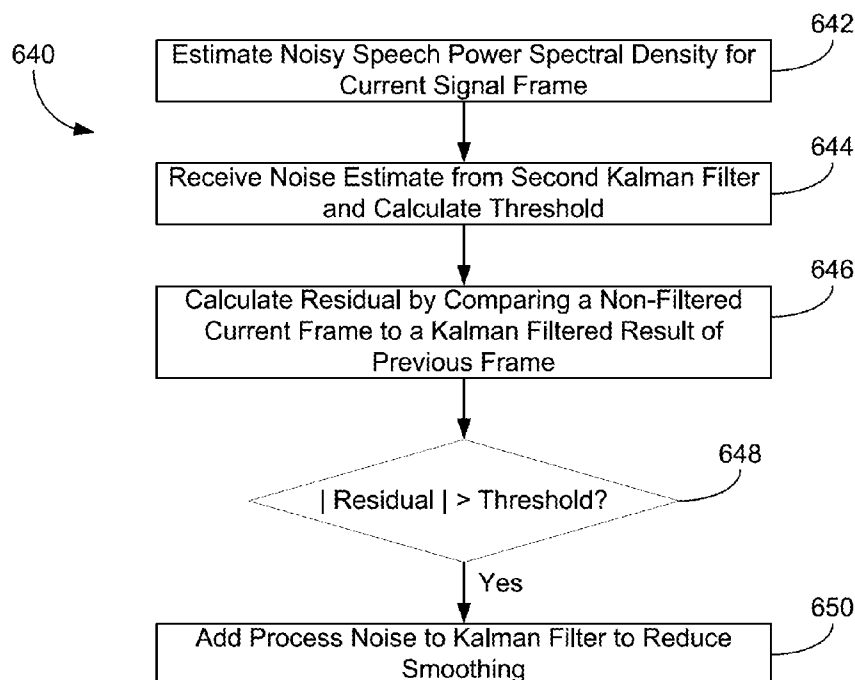 642
640
Estimate Noisy Speech Power Spectral Density for
Current Signal Frame
644
Receive Noise Estimate from Second Kalman Filter
and Calculate Threshold
646
Calculate Residual by Comparing a Non-Filtered
Current Frame to a Kalman Filtered Result of
Previous Frame
648
| Residual | > Threshold?
Yes
650
Add Process Noise to Kalman Filter to Reduce
Smoothing